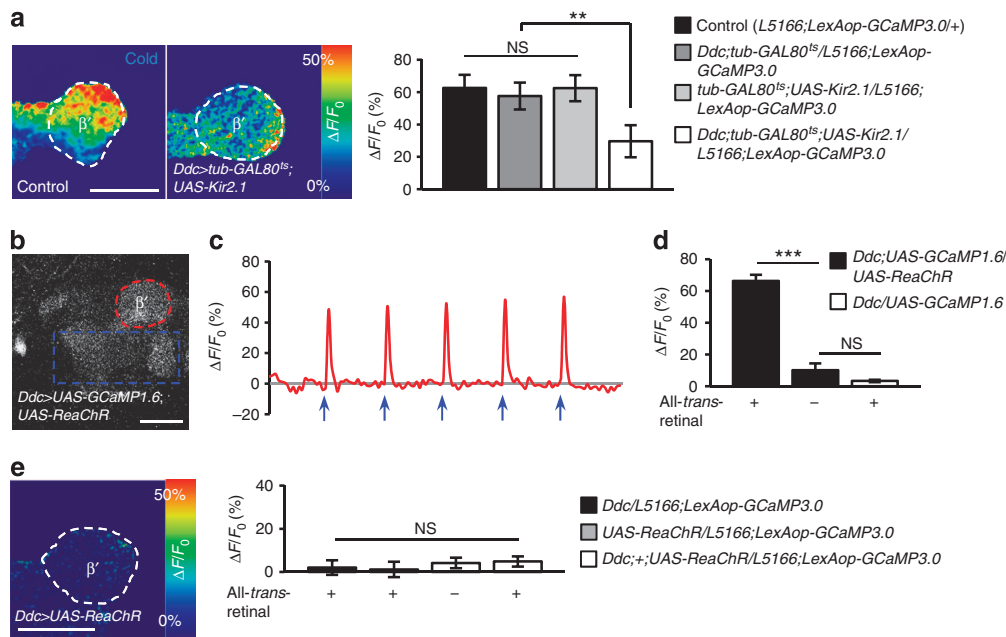 a
Cold
50%
β′
β′
ΔF/F0
Control
Ddc>tub-GAL80ts;
UAS-Kir2.1
0%
**
NS
ΔF/F0 (%)
100
80
60
40
20
0
Control (L5166;LexAop-GCaMP3.0/+)
Ddc;tub-GAL80ts/L5166;LexAop-
GCaMP3.0
tub-GAL80ts;UAS-Kir2.1/L5166;
LexAop-GCaMP3.0
Ddc;tub-GAL80ts;UAS-Kir2.1/
L5166;LexAop-GCaMP3.0
b
β′
Ddc>UAS-GCaMP1.6;
UAS-ReaChR
c
ΔF/F0 (%)
80
60
40
20
0
−20
d
***
NS
ΔF/F0 (%)
80
60
40
20
0
All-trans-
retinal
+ − +
Ddc;UAS-GCaMP1.6/
UAS-ReaChR
Ddc/UAS-GCaMP1.6
e
50%
β′
ΔF/F0
Ddc>UAS-ReaChR
0%
NS
ΔF/F0 (%)
40
20
0
All-trans-
retinal
+ + − +
Ddc/L5166;LexAop-GCaMP3.0
UAS-ReaChR/L5166;LexAop-GCaMP3.0
Ddc;+;UAS-ReaChR/L5166;LexAop-GCaMP3.0